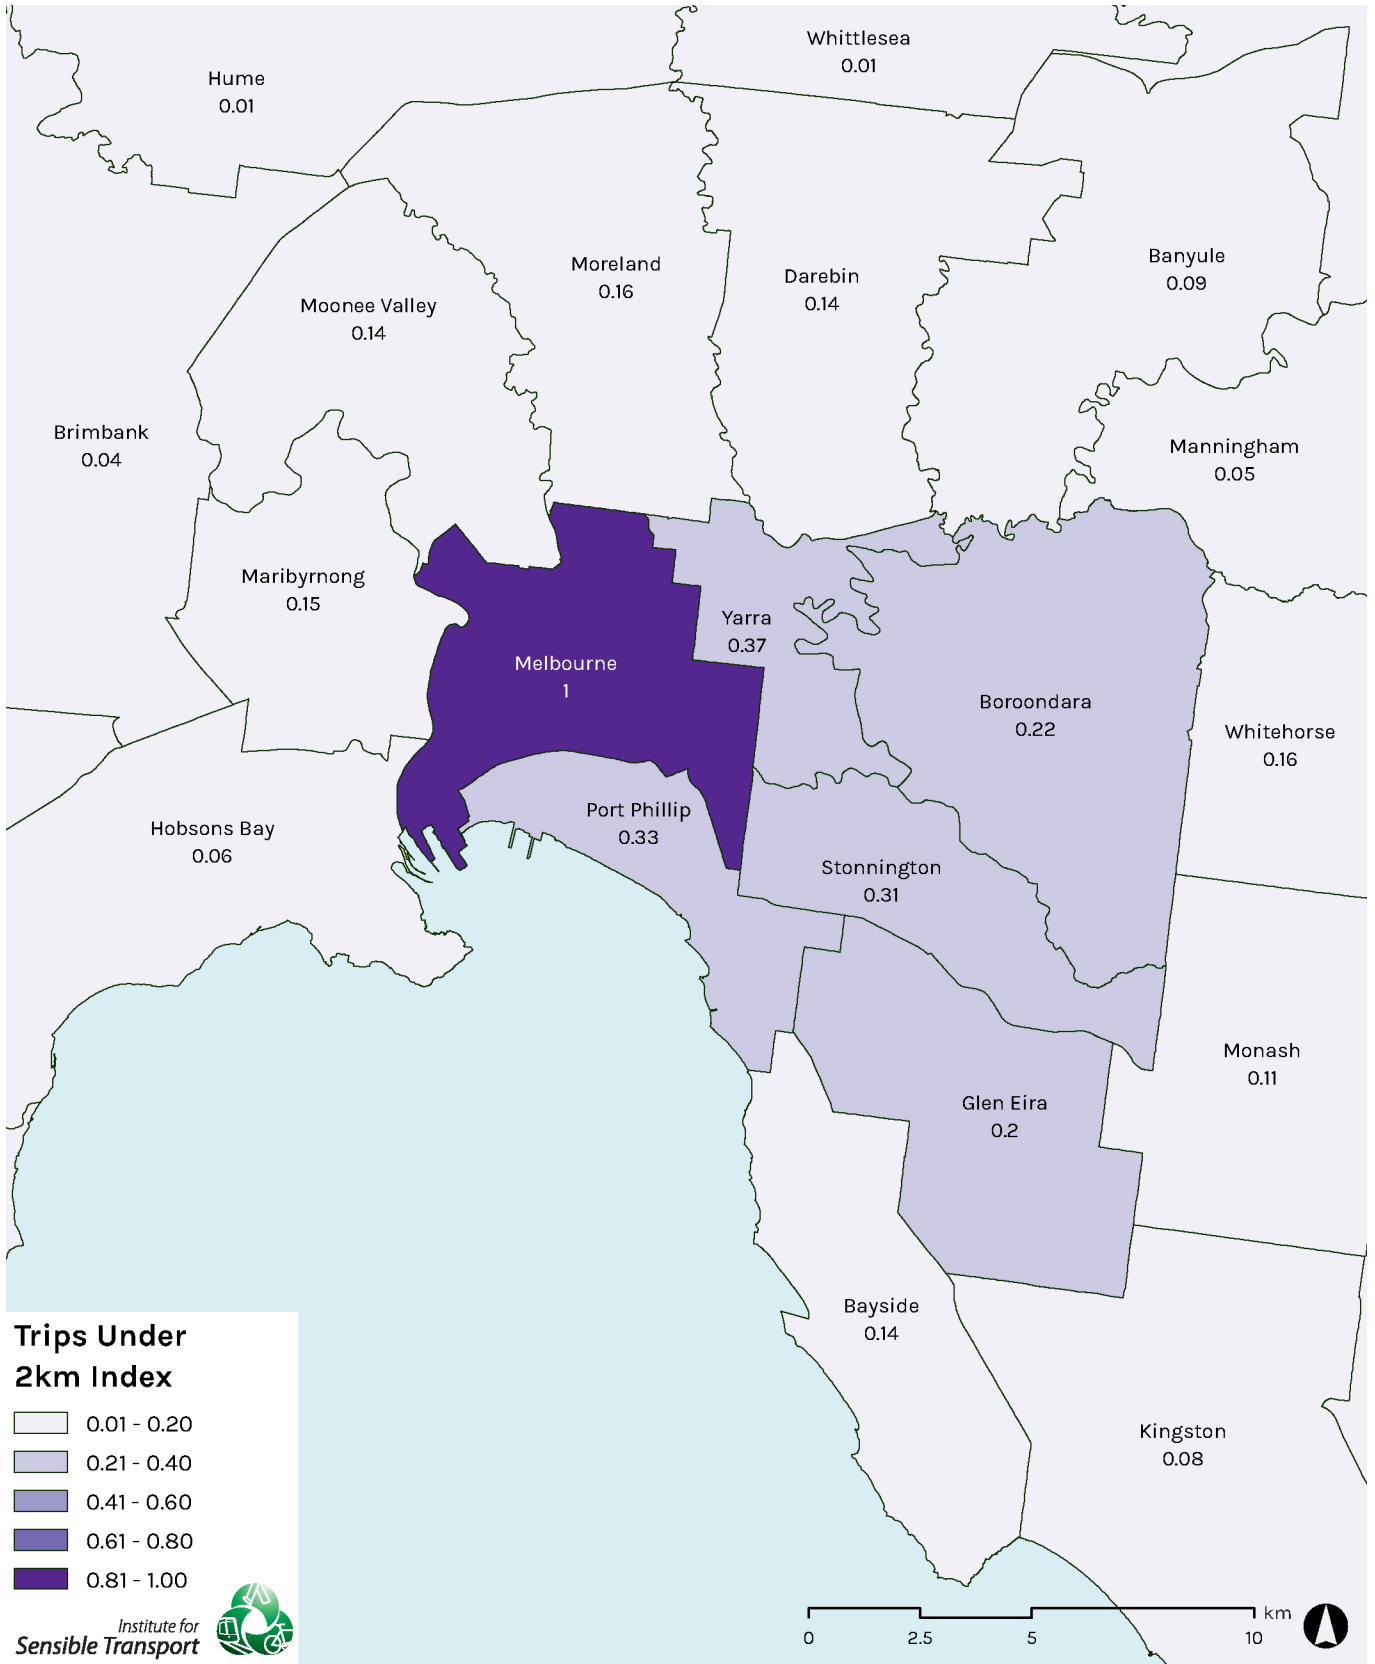 Whittlesea
0.01
Hume
0.01
Banyule
0.09
Moreland
0.16
Darebin
0.14
Moonee Valley
0.14
Brimbank
0.04
Manningham
0.05
Maribyrnong
0.15
Yarra
0.37
Melbourne
1
Boroondara
0.22
Whitehorse
0.16
Port Phillip
0.33
Hobsons Bay
0.06
Stonnington
0.31
Monash
0.11
Glen Eira
0.2
Bayside
0.14
Kingston
0.08
Trips Under
2km Index
0.01 - 0.20
0.21 - 0.40
0.41 - 0.60
0.61 - 0.80
0.81 - 1.00
Institute for
Sensible Transport
km
0 2.5 5 10